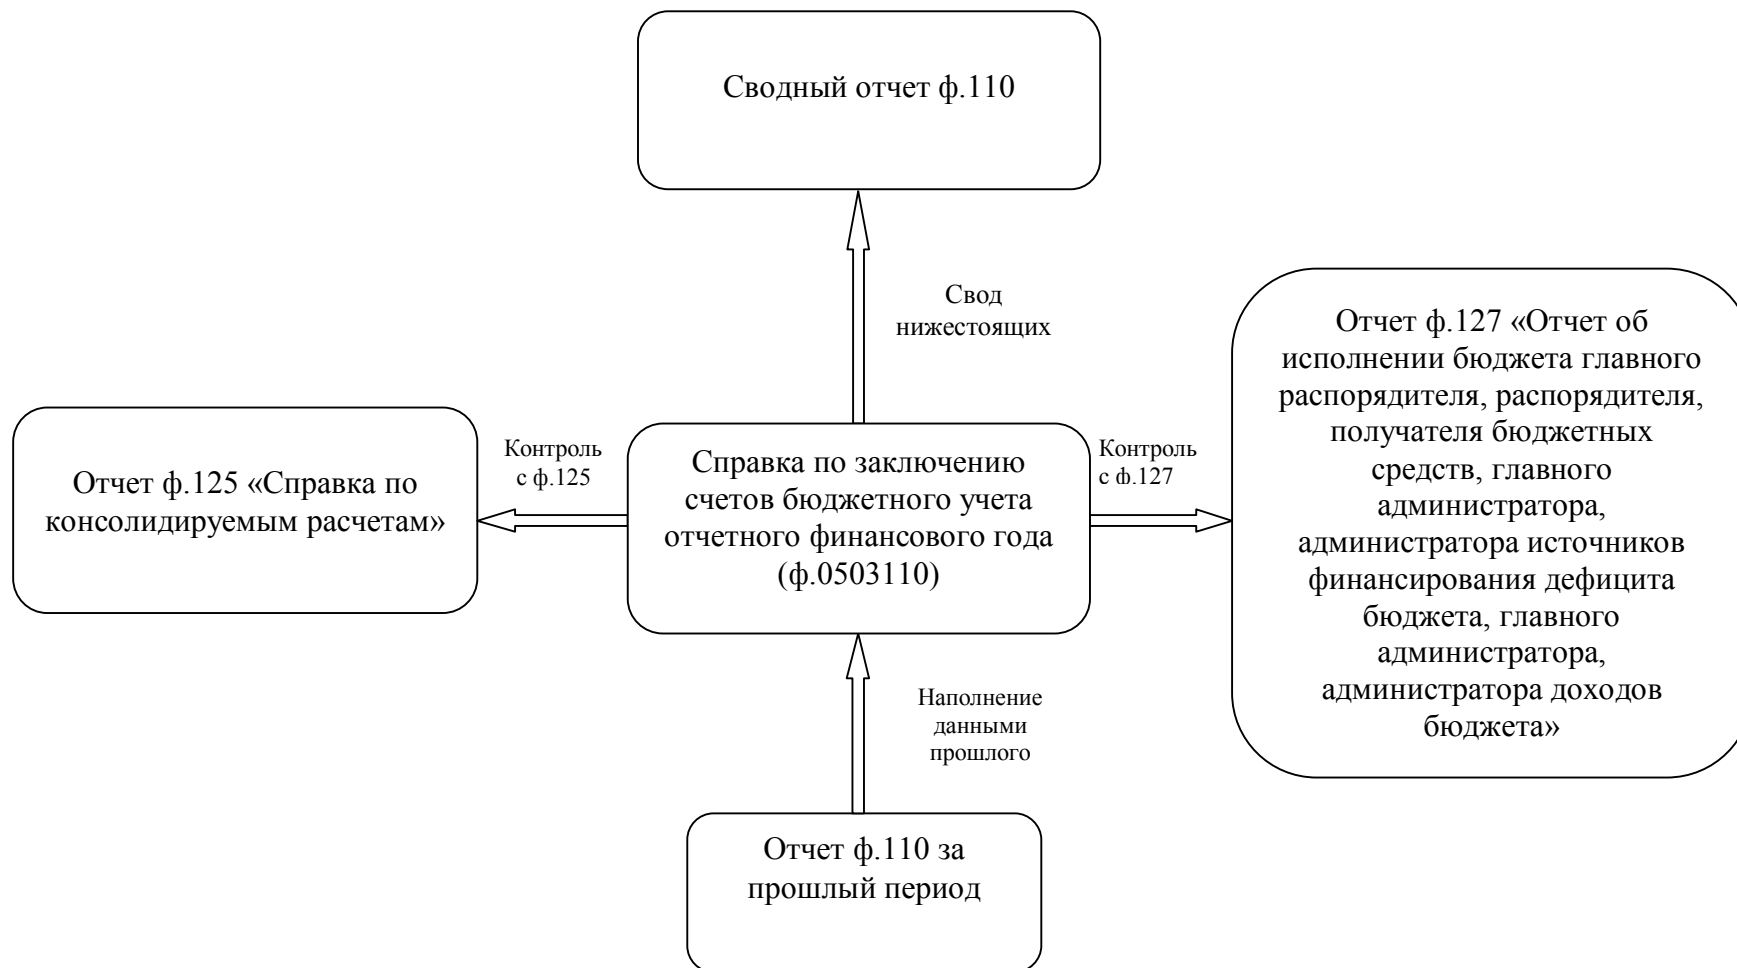 Сводный отчет ф.110
Свод
нижестоящих
Отчет ф.125 «Справка по
консолидируемым расчетам»
Контроль
с ф.125
Справка по заключению
счетов бюджетного учета
отчетного финансового года
(ф.0503110)
Контроль
с ф.127
Отчет ф.127 «Отчет об
исполнении бюджета главного
распорядителя, распорядителя,
получателя бюджетных
средств, главного
администратора,
администратора источников
финансирования дефицита
бюджета, главного
администратора,
администратора доходов
бюджета»
Наполнение
данными
прошлого
Отчет ф.110 за
прошлый период